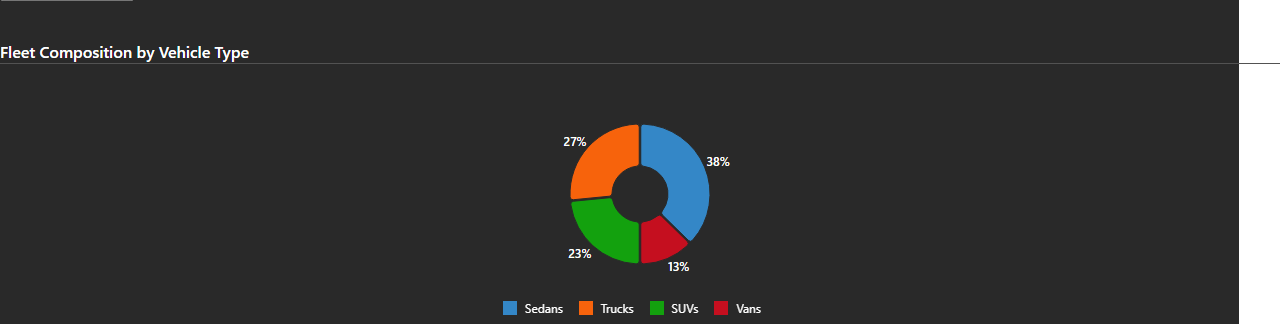 Fleet Composition by Vehicle Type
27%
38%
23%
13%
Sedans Trucks SUVs Vans